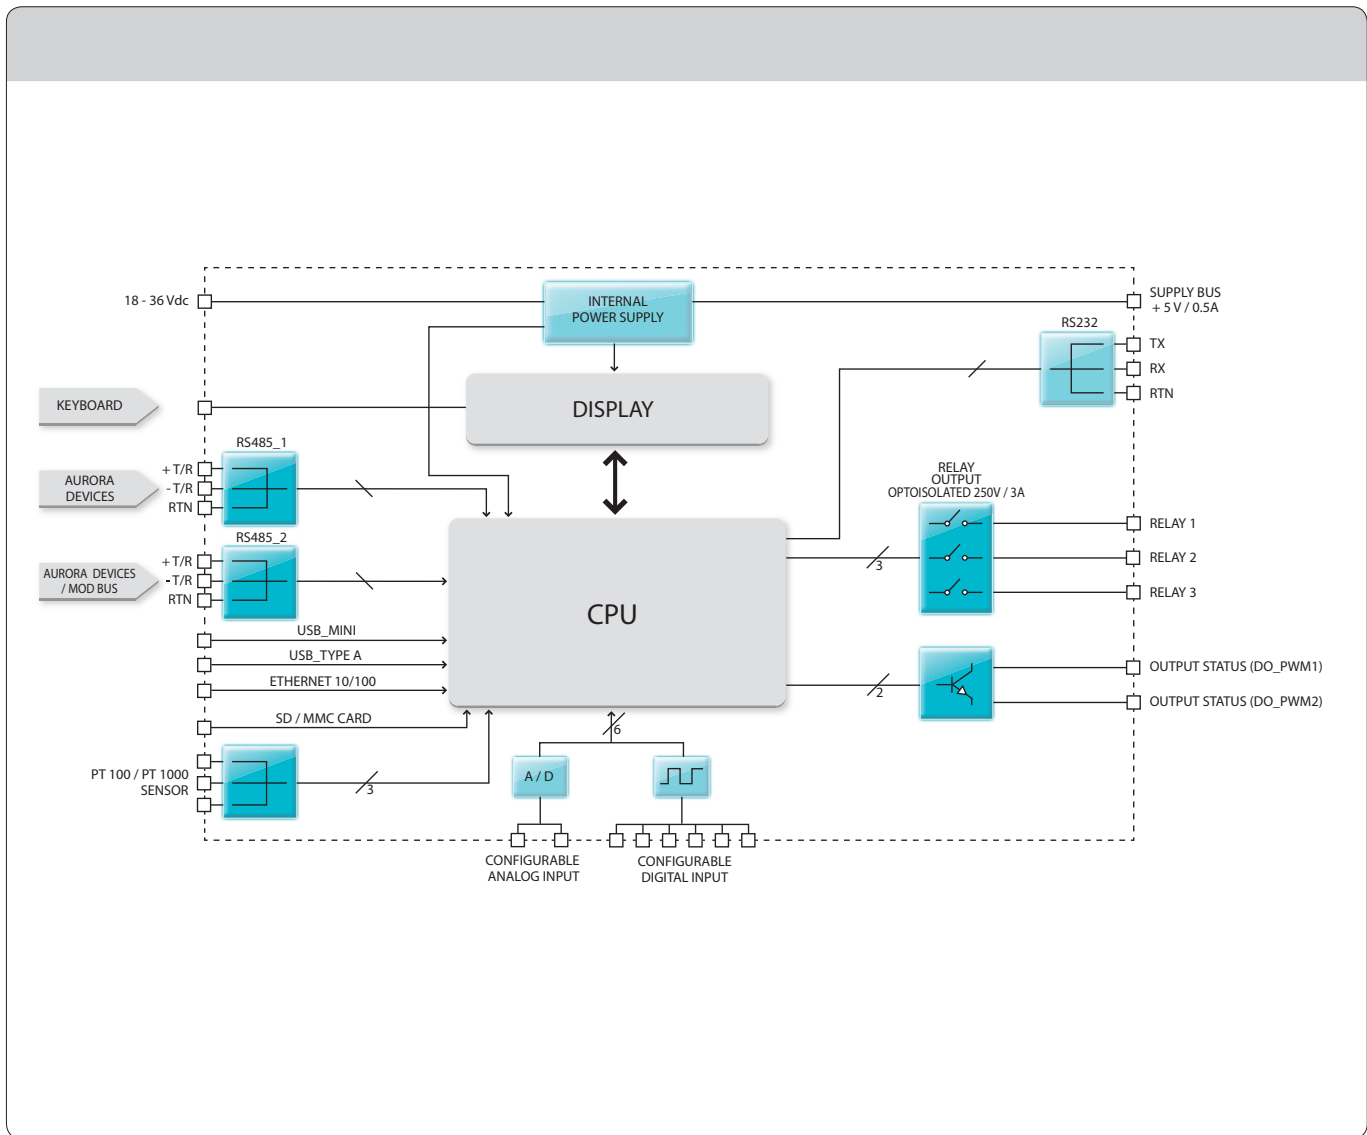 18 - 36 Vdc
INTERNAL
POWER SUPPLY
SUPPLY BUS
+ 5 V / 0.5A
RS232
TX
RX
RTN
KEYBOARD
DISPLAY
RS485_1
AURORA
DEVICES
+ T/R
- T/R
RTN
RELAY
OUTPUT
OPTOISOLATED 250V / 3A
RELAY 1
RELAY 2
RELAY 3
3
RS485_2
AURORA DEVICES
/ MOD BUS
+ T/R
- T/R
RTN
CPU
USB_MINI
USB_TYPE A
ETHERNET 10/100
SD / MMC CARD
2
OUTPUT STATUS (DO_PWM1)
OUTPUT STATUS (DO_PWM2)
PT 100 / PT 1000
SENSOR
3
6
A / D
CONFIGURABLE
ANALOG INPUT
CONFIGURABLE
DIGITAL INPUT